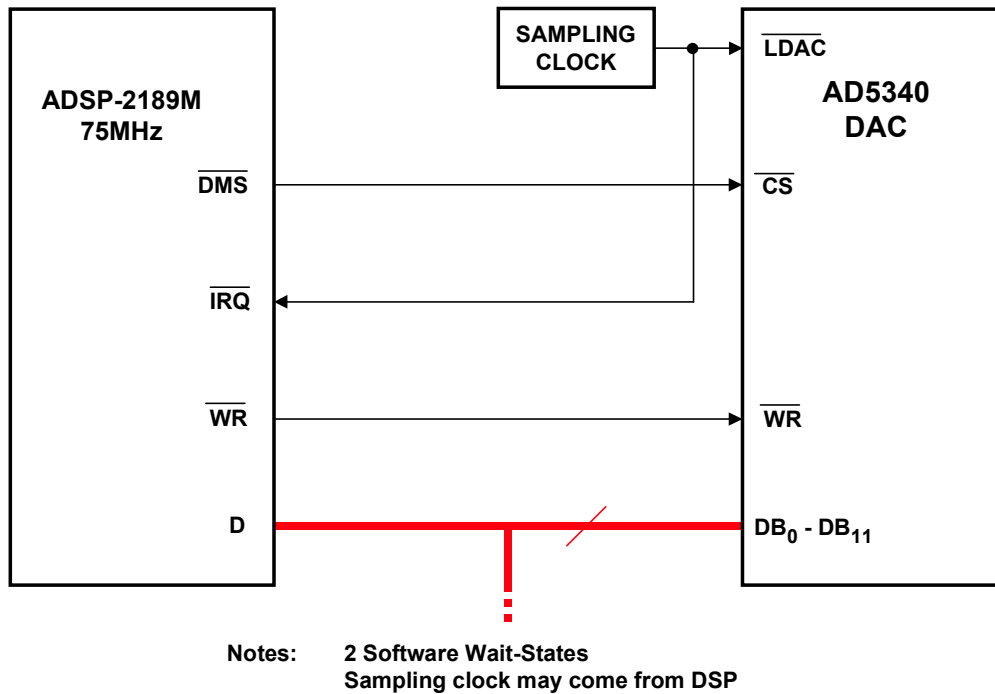 SAMPLING
CLOCK
ADSP-2189M
75MHz
DMS
IRQ
WR
D
LDAC
AD5340
DAC
CS
WR
DB0 - DB11
Notes: 2 Software Wait-States
Sampling clock may come from DSP